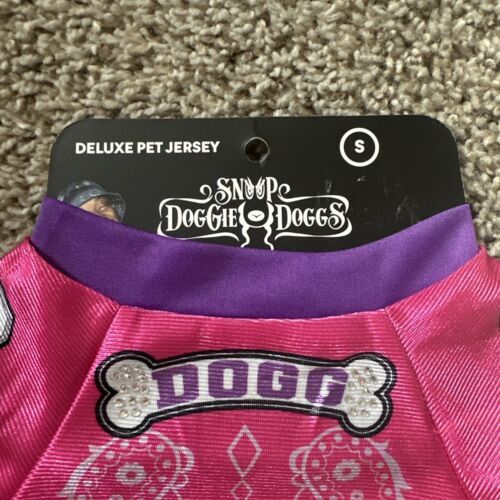 DELUXE PET JERSEY
S
SNOOP
DOGGIE DOGGS
DOGG